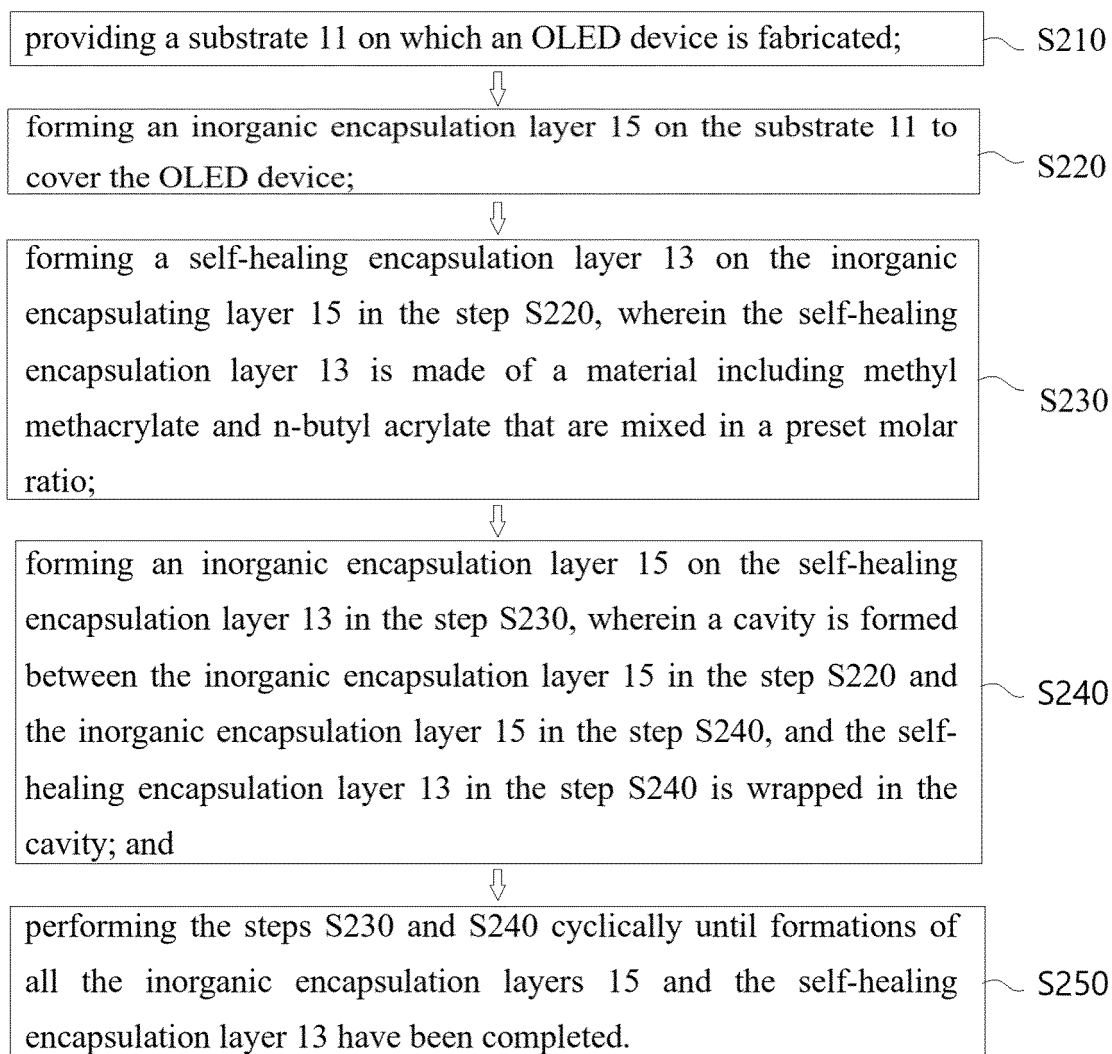 providing a substrate 11 on which an OLED device is fabricated;
S210
forming an inorganic encapsulation layer 15 on the substrate 11 to
cover the OLED device;
S220
forming a self-healing encapsulation layer 13 on the inorganic
encapsulating layer 15 in the step S220, wherein the self-healing
encapsulation layer 13 is made of a material including methyl
methacrylate and n-butyl acrylate that are mixed in a preset molar
ratio;
S230
forming an inorganic encapsulation layer 15 on the self-healing
encapsulation layer 13 in the step S230, wherein a cavity is formed
between the inorganic encapsulation layer 15 in the step S220 and
the inorganic encapsulation layer 15 in the step S240, and the self-
healing encapsulation layer 13 in the step S240 is wrapped in the
cavity; and
S240
performing the steps S230 and S240 cyclically until formations of
all the inorganic encapsulation layers 15 and the self-healing
encapsulation layer 13 have been completed.
S250